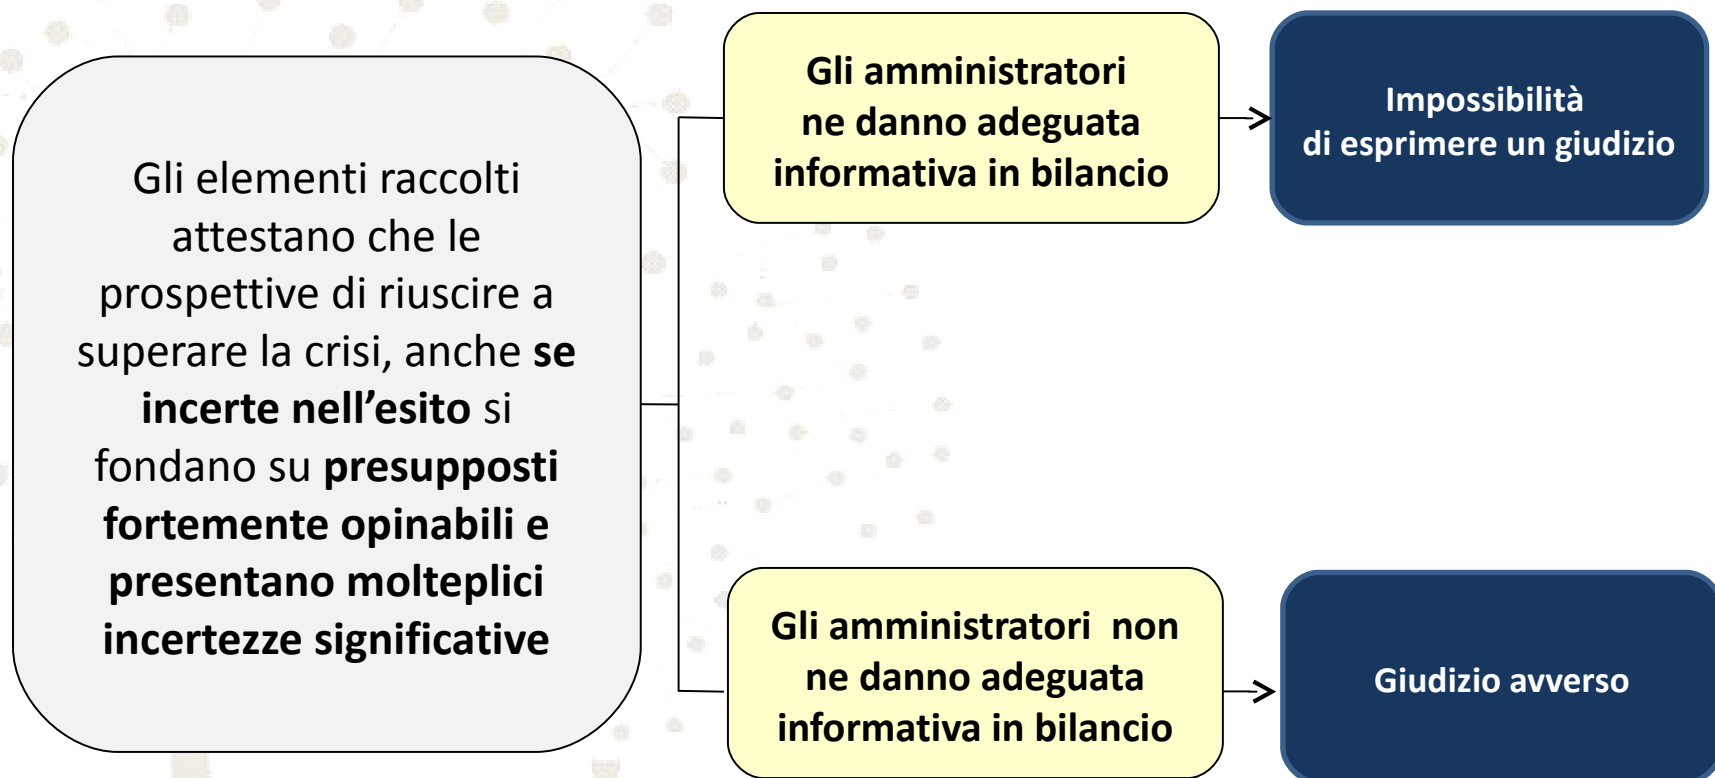 Gli elementi raccolti
attestano che le
prospettive di riuscire a
superare la crisi, anche se
incerte nell’esito si
fondano su presupposti
fortemente opinabili e
presentano molteplici
incertezze significative
Gli amministratori
ne danno adeguata
informativa in bilancio
Impossibilità
di esprimere un giudizio
Gli amministratori non
ne danno adeguata
informativa in bilancio
Giudizio avverso